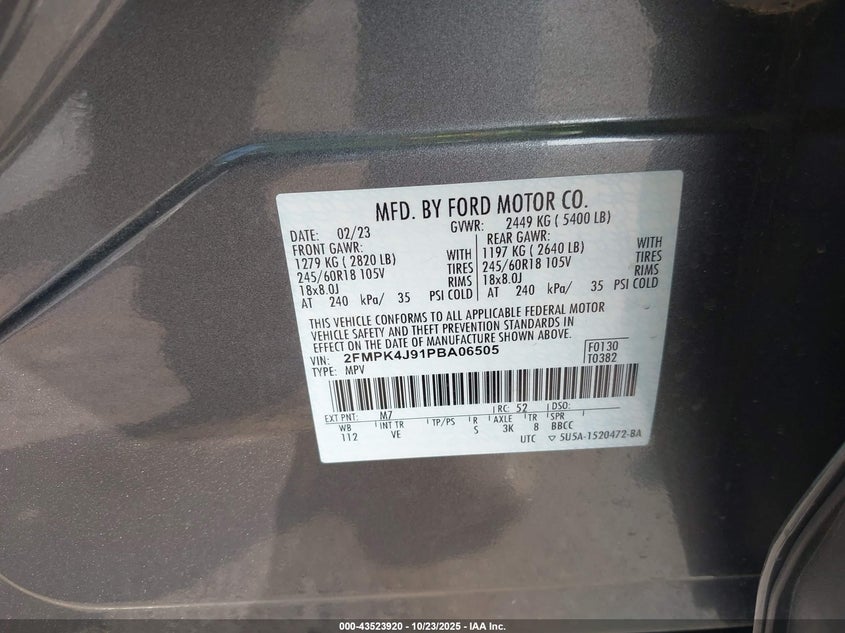 MFD. BY FORD MOTOR CO.
DATE: 02/23 GVWR: 2449 KG ( 5400 LB)
FRONT GAWR: REAR GAWR:
1279 KG ( 2820 LB) WITH 1197 KG ( 2640 LB) WITH
245/60R18 105V TIRES 245/60R18 105V TIRES
18x8.0J RIMS 18x8.0J RIMS
AT 240 kPa/ 35 PSI COLD AT 240 kPa/ 35 PSI COLD
THIS VEHICLE CONFORMS TO ALL APPLICABLE FEDERAL MOTOR
VEHICLE SAFETY AND THEFT PREVENTION STANDARDS IN
EFFECT ON THE DATE OF MANUFACTURE SHOWN ABOVE.
VIN: 2FMPK4J91PBA06505 F0130
TYPE: MPV T0382
EXT PNT: M7 RC: 52 DSO:
WB INT TR TP/PS R AXLE TR SPR
112 VE S 3K 8 BBCC
UTC ▽ 5U5A-1520472-BA
000-43523920 - 10/23/2025 - IAA Inc.